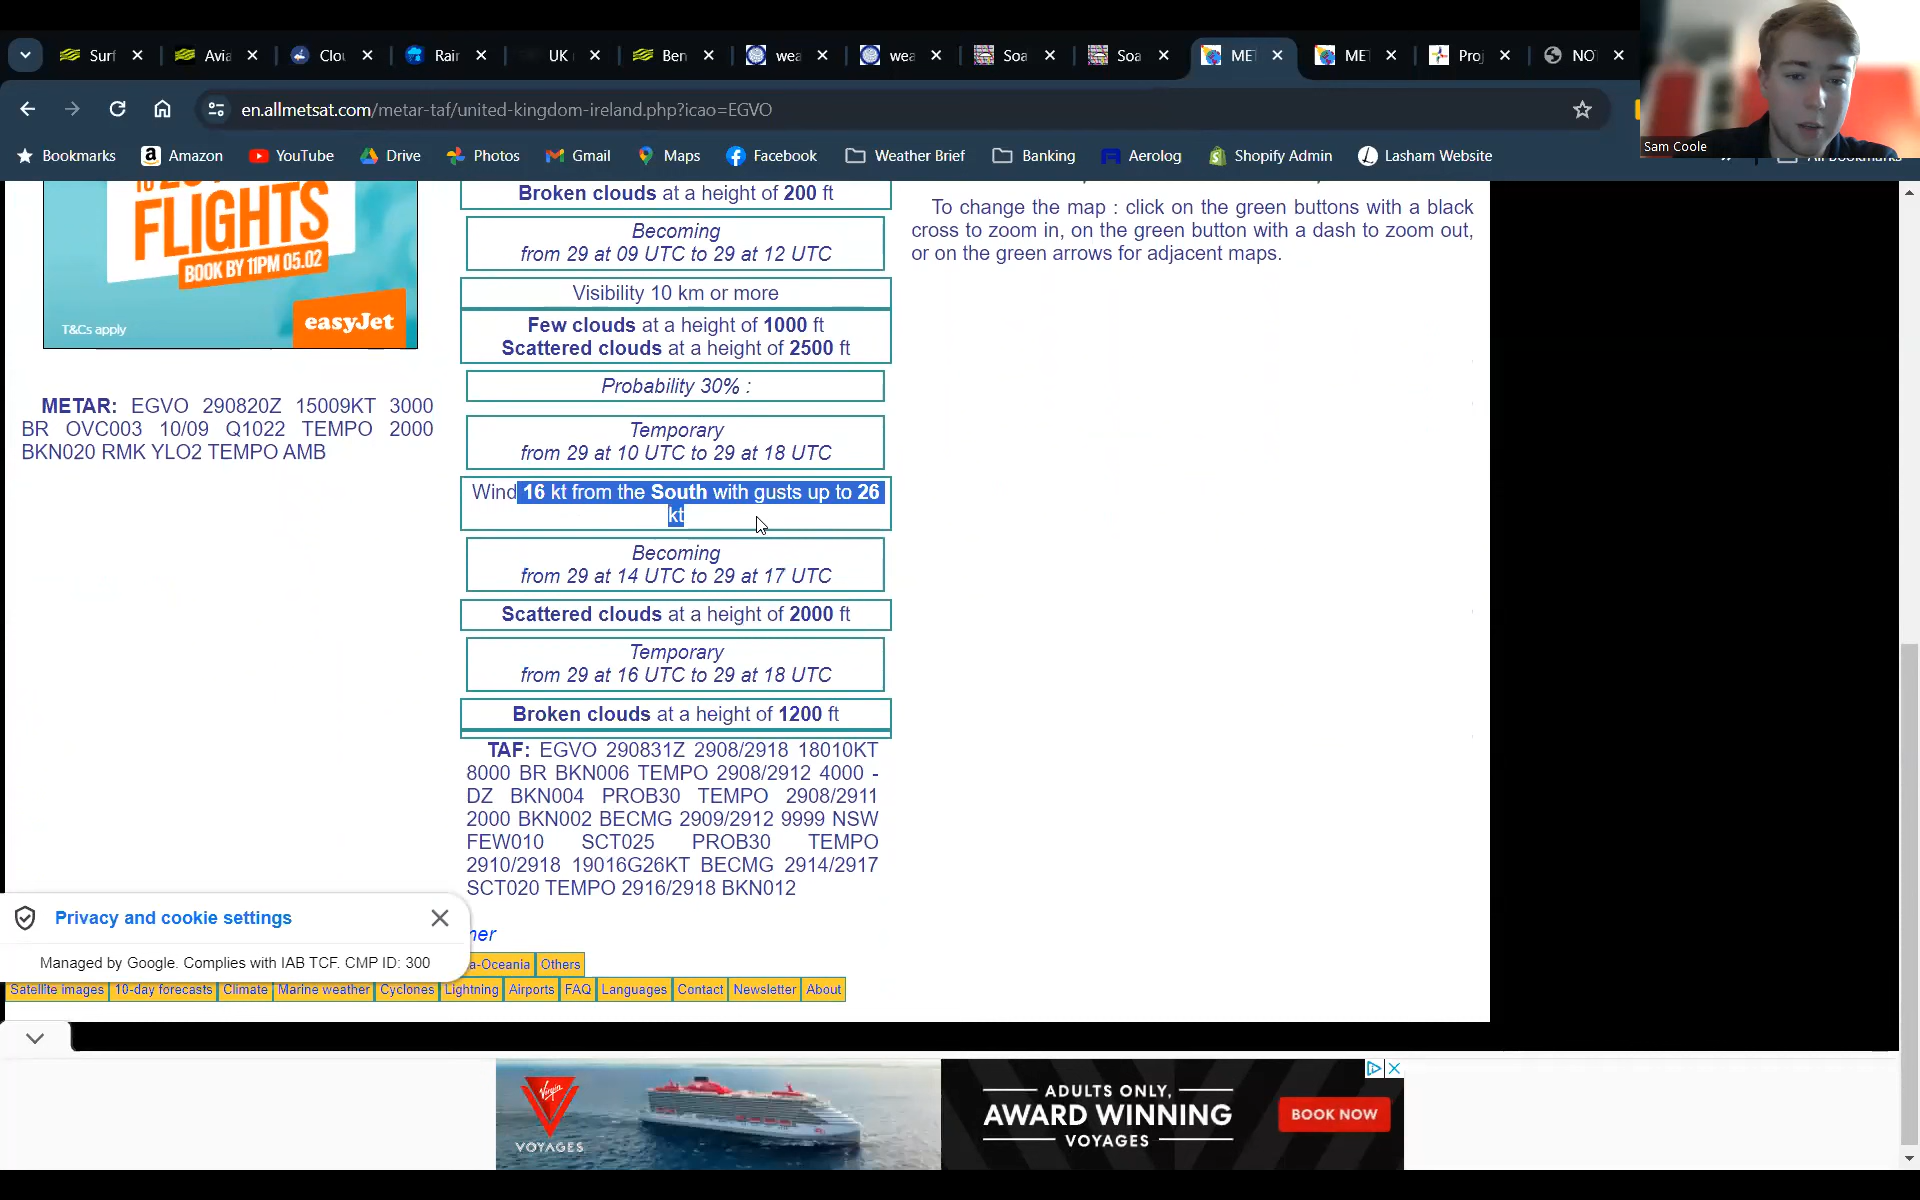 Surf
Avia
Clou
Rair
UK
Ben
wea
wea
Soa
Soa
ME
ME
Proj
NO
en.allmetsat.com/metar-taf/united-kingdom-ireland.php?icao=EGVO
Bookmarks
Amazon
YouTube
Drive
Photos
Gmail
Maps
Facebook
Weather Brief
Banking
Aerolog
Shopify Admin
Lasham Website
All Bookmarks
Sam Coole
FLIGHTS
BOOK BY 11PM 05.02
T&Cs apply
easyJet
METAR: EGVO 290820Z 15009KT 3000
BR OVC003 10/09 Q1022 TEMPO 2000
BKN020 RMK YLO2 TEMPO AMB
Broken clouds at a height of 200 ft
Becoming
from 29 at 09 UTC to 29 at 12 UTC
Visibility 10 km or more
Few clouds at a height of 1000 ft
Scattered clouds at a height of 2500 ft
Probability 30% :
Temporary
from 29 at 10 UTC to 29 at 18 UTC
Wind 16 kt from the South with gusts up to 26
kt
Becoming
from 29 at 14 UTC to 29 at 17 UTC
Scattered clouds at a height of 2000 ft
Temporary
from 29 at 16 UTC to 29 at 18 UTC
Broken clouds at a height of 1200 ft
TAF: EGVO 290831Z 2908/2918 18010KT
8000 BR BKN006 TEMPO 2908/2912 4000 -
DZ BKN004 PROB30 TEMPO 2908/2911
2000 BKN002 BECMG 2909/2912 9999 NSW
FEW010 SCT025 PROB30 TEMPO
2910/2918 19016G26KT BECMG 2914/2917
SCT020 TEMPO 2916/2918 BKN012
To change the map : click on the green buttons with a black
cross to zoom in, on the green button with a dash to zoom out,
or on the green arrows for adjacent maps.
Privacy and cookie settings
Managed by Google. Complies with IAB TCF. CMP ID: 300
ner
a-Oceania
Others
Satellite images
10-day forecasts
Climate
Marine weather
Cyclones
Lightning
Airports
FAQ
Languages
Contact
Newsletter
About
Virgin
VOYAGES
ADULTS ONLY,
AWARD WINNING
VOYAGES
BOOK NOW